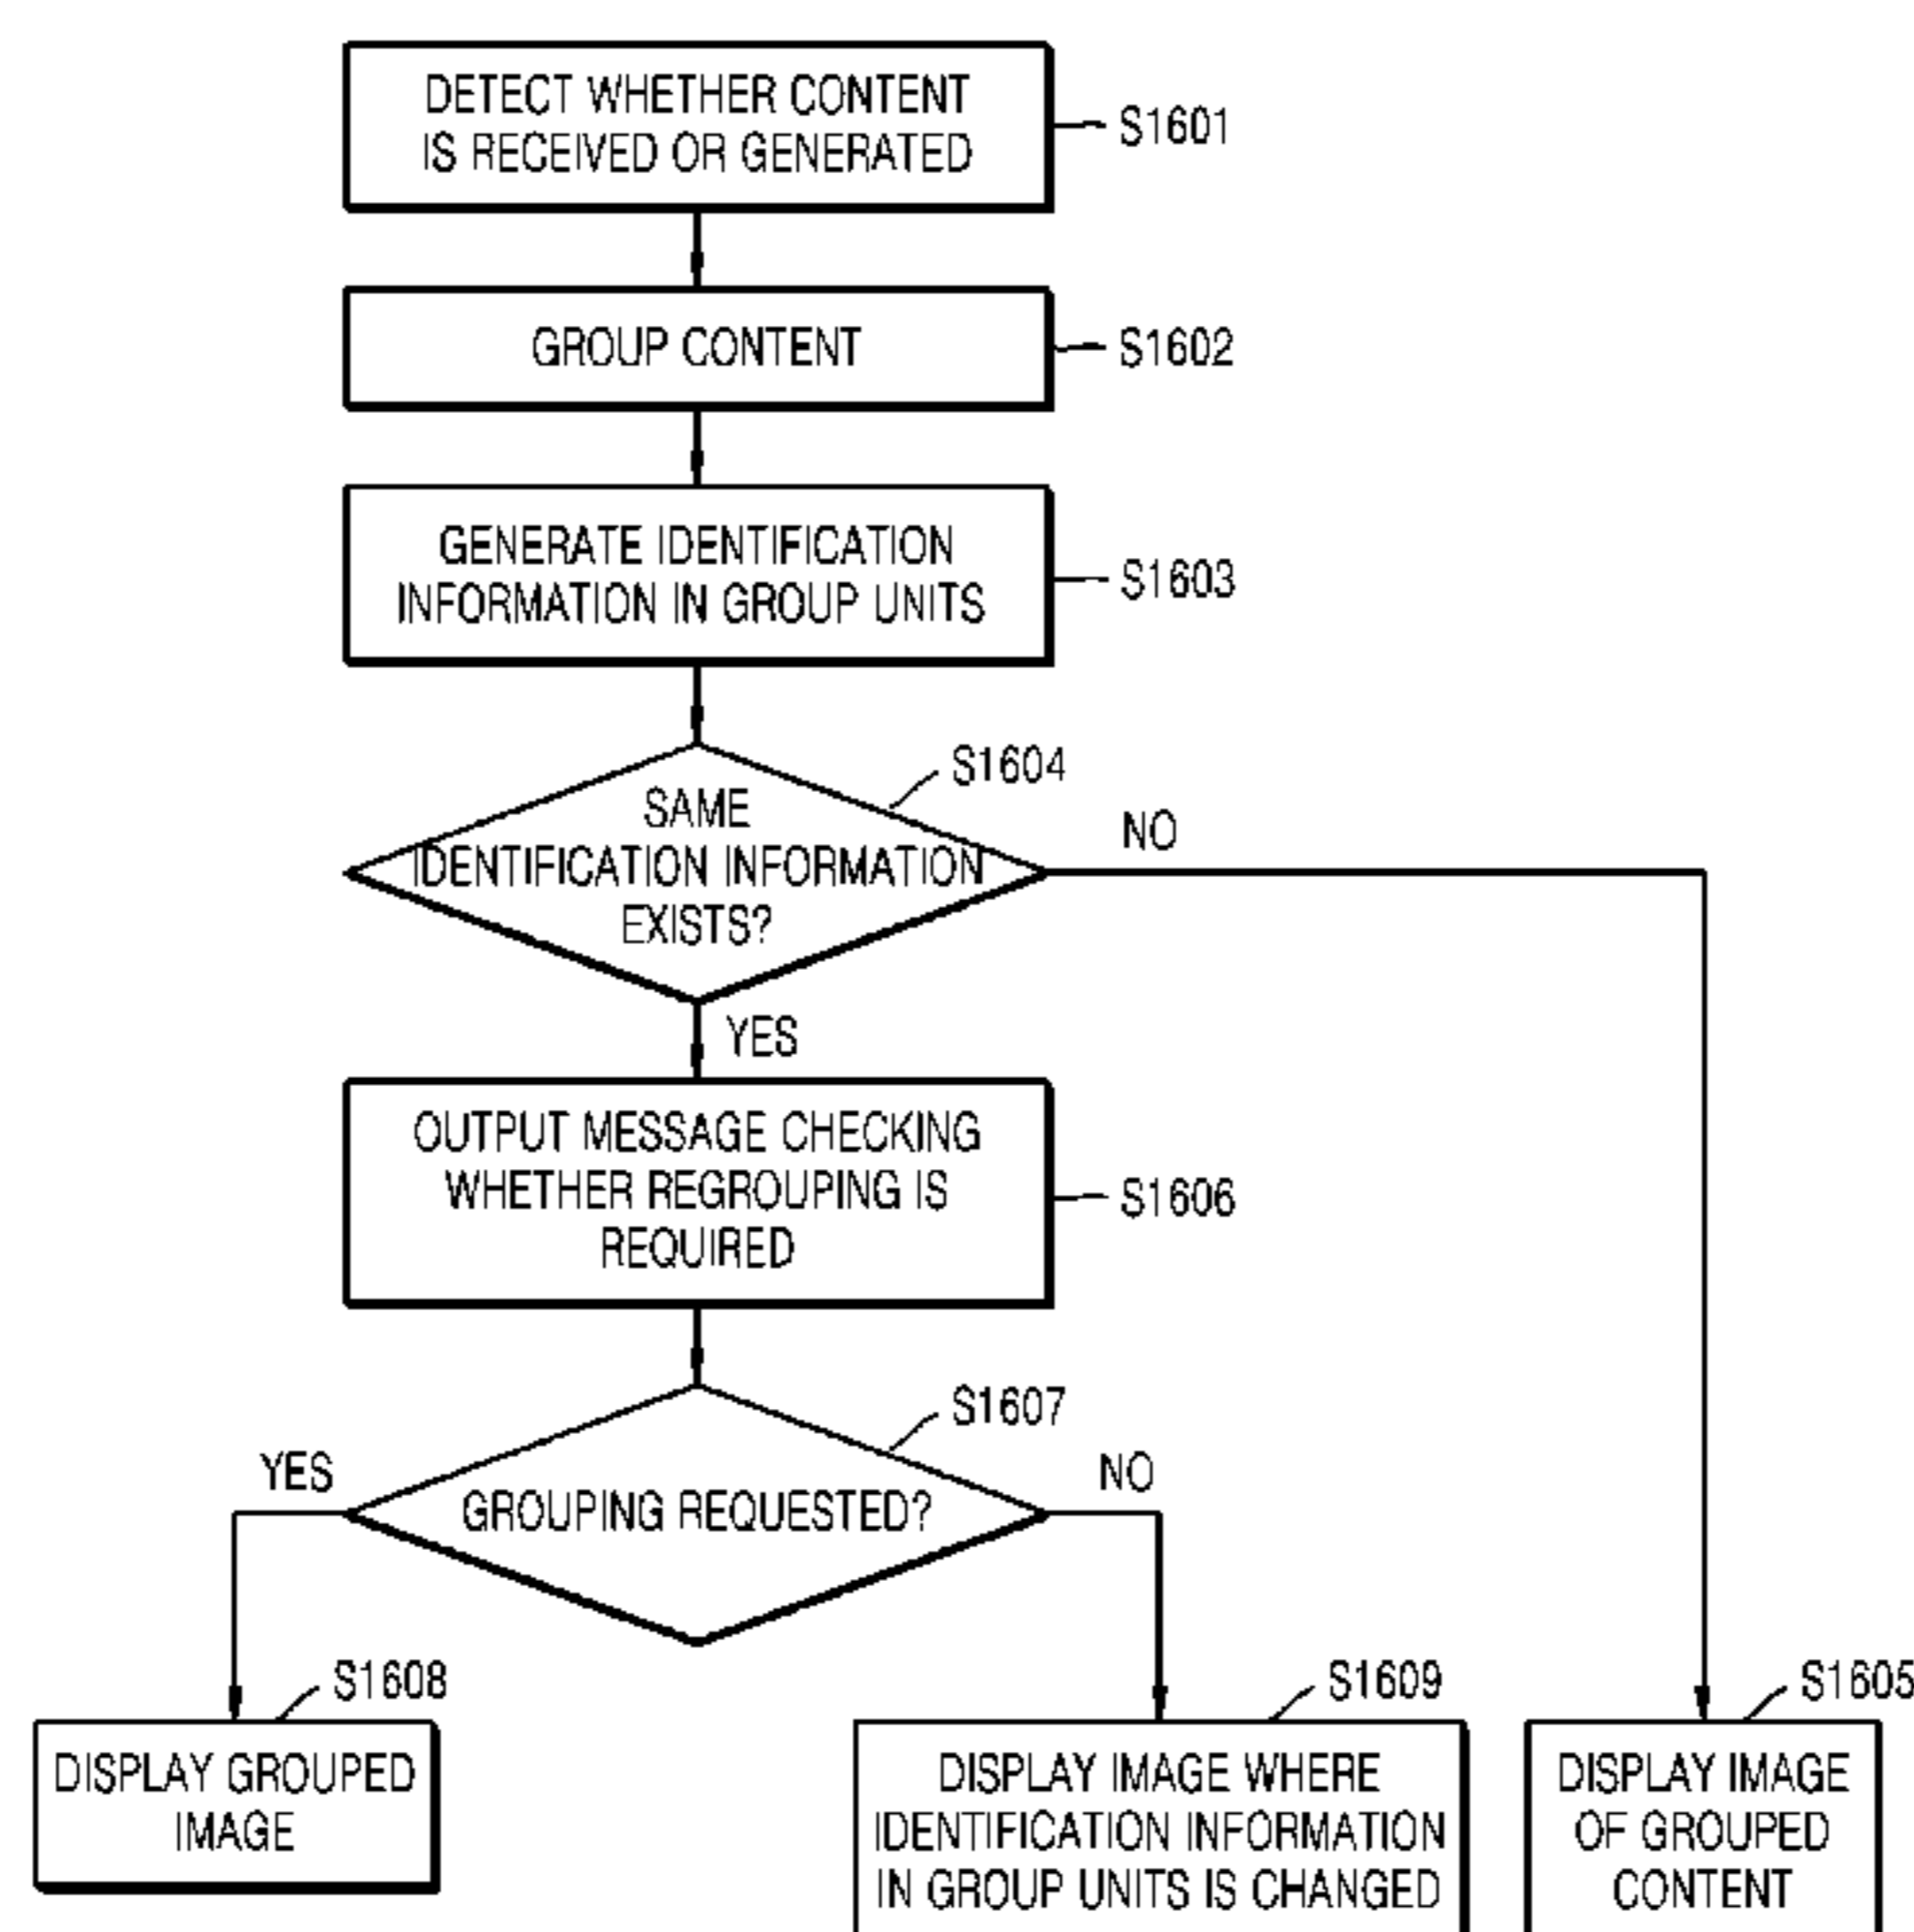 DETECT WHETHER CONTENT
IS RECEIVED OR GENERATED
S1601
GROUP CONTENT
S1602
GENERATE IDENTIFICATION
INFORMATION IN GROUP UNITS
S1603
S1604
SAME
IDENTIFICATION INFORMATION
EXISTS?
NO
YES
OUTPUT MESSAGE CHECKING
WHETHER REGROUPING IS
REQUIRED
S1606
S1607
YES
GROUPING REQUESTED?
NO
S1608
DISPLAY GROUPED
IMAGE
S1609
DISPLAY IMAGE WHERE
IDENTIFICATION INFORMATION
IN GROUP UNITS IS CHANGED
S1605
DISPLAY IMAGE
OF GROUPED
CONTENT